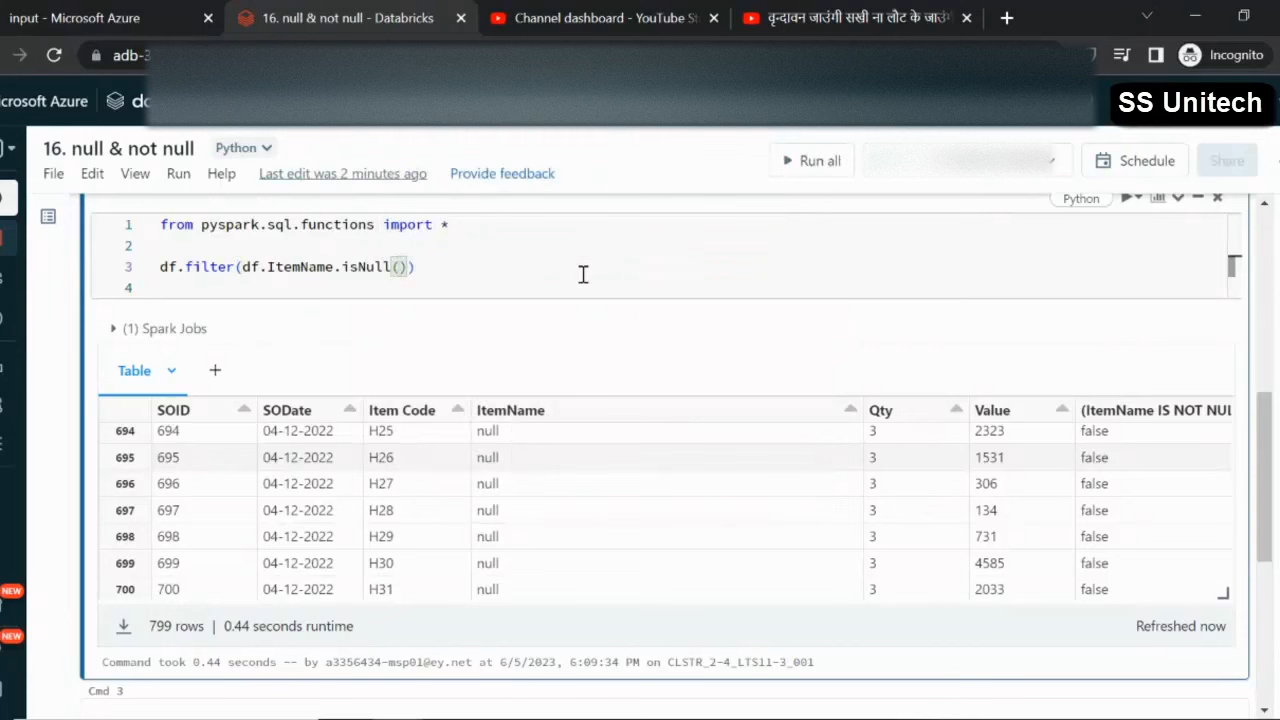 input - Microsoft Azure
16. null & not null - Databricks
Channel dashboard - YouTube St
वृन्दावन जाउंगी सखी ना लौट के जाउं
adb-3
Incognito
icrosoft Azure
SS Unitech
16. null & not null
Python
Run all
Schedule
Share
File
Edit
View
Run
Help
Last edit was 2 minutes ago
Provide feedback
Python
1 from pyspark.sql.functions import *
2
3 df.filter(df.ItemName.isNull())
4
(1) Spark Jobs
Table +
SOID SODate Item Code ItemName Qty Value (ItemName IS NOT NUL
694 694 04-12-2022 H25 null 3 2323 false
695 695 04-12-2022 H26 null 3 1531 false
696 696 04-12-2022 H27 null 3 306 false
697 697 04-12-2022 H28 null 3 134 false
698 698 04-12-2022 H29 null 3 731 false
699 699 04-12-2022 H30 null 3 4585 false
700 700 04-12-2022 H31 null 3 2033 false
799 rows | 0.44 seconds runtime
Refreshed now
Command took 0.44 seconds -- by a3356434-msp01@ey.net at 6/5/2023, 6:09:34 PM on CLSTR_2-4_LTS11-3_001
Cmd 3
NEW
NEW